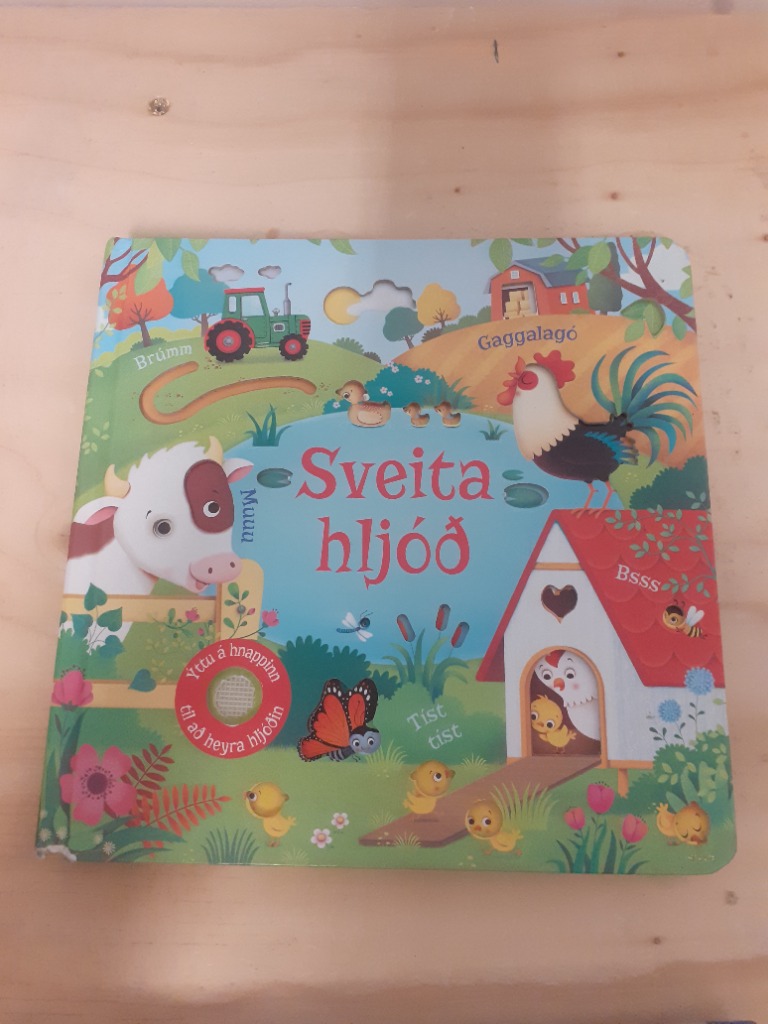 Brúmm
Gaggalagó
Sveita
hljóð
Muuu
Bsss
Ýttu á hnappinn
til að heyra hljóðin
Tíst
tíst